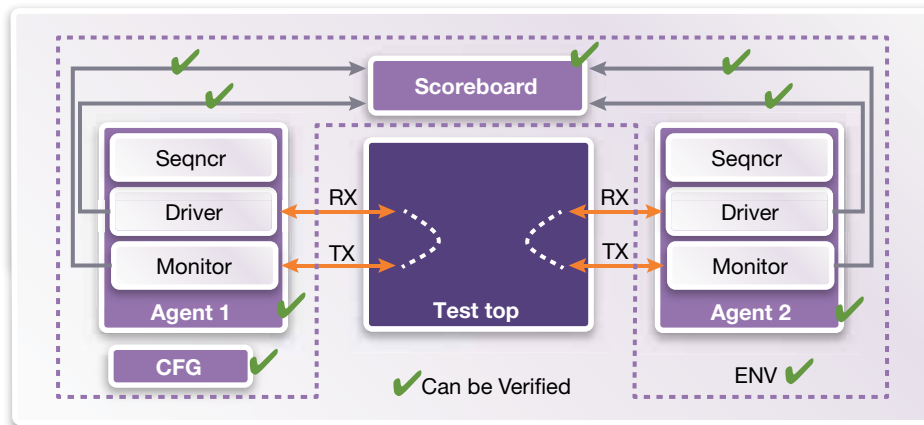 Scoreboard
Seqncr
Driver
Monitor
Agent 1
CFG
RX
TX
Test top
RX
TX
Seqncr
Driver
Monitor
Agent 2
Can be Verified
ENV